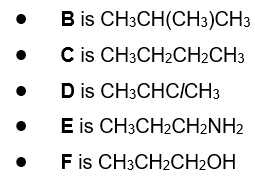 ● B is CH3CH(CH3)CH3
● C is CH3CH2CH2CH3
● D is CH3CHClCH3
● E is CH3CH2CH2NH2
● F is CH3CH2CH2OH